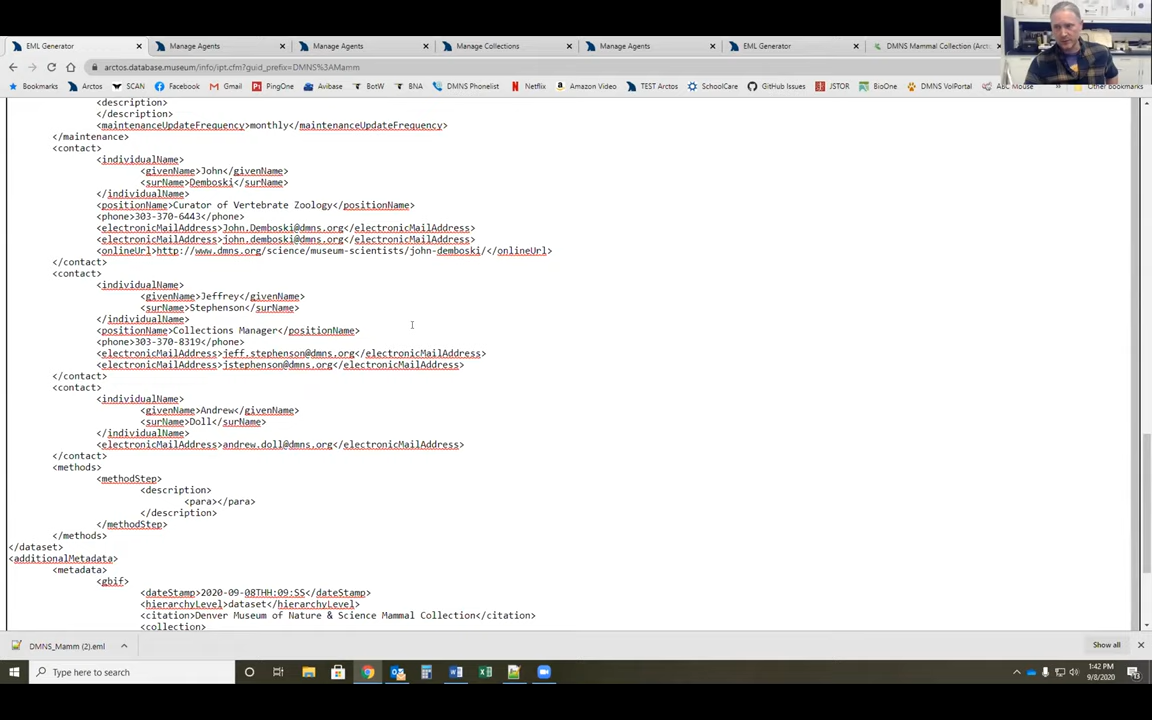 EML Generator
Manage Agents
Manage Agents
Manage Collections
Manage Agents
EML Generator
DMNS Mammal Collection (Arctos
arctos.database.museum/info/ipt.cfm?guid_prefix=DMNS%3AMamm
Bookmarks Arctos SCAN Facebook Gmail PingOne Avibase BotW BNA DMNS Phonelist Netflix Amazon Video TEST Arctos SchoolCare GitHub Issues JSTOR BioOne DMNS VolPortal ABC Mouse » Other bookmarks
<description>
</description>
<maintenanceUpdateFrequency>monthly</maintenanceUpdateFrequency>
</maintenance>
<contact>
<individualName>
<givenName>John</givenName>
<surName>Demboski</surName>
</individualName>
<positionName>Curator of Vertebrate Zoology</positionName>
<phone>303-370-6443</phone>
<electronicMailAddress>John.Demboski@dmns.org</electronicMailAddress>
<electronicMailAddress>john.demboski@dmns.org</electronicMailAddress>
<onlineUrl>http://www.dmns.org/science/museum-scientists/john-demboski/</onlineUrl>
</contact>
<contact>
<individualName>
<givenName>Jeffrey</givenName>
<surName>Stephenson</surName>
</individualName>
<positionName>Collections Manager</positionName>
<phone>303-370-8319</phone>
<electronicMailAddress>jeff.stephenson@dmns.org</electronicMailAddress>
<electronicMailAddress>jstephenson@dmns.org</electronicMailAddress>
</contact>
<contact>
<individualName>
<givenName>Andrew</givenName>
<surName>Doll</surName>
</individualName>
<electronicMailAddress>andrew.doll@dmns.org</electronicMailAddress>
</contact>
<methods>
<methodStep>
<description>
<para></para>
</description>
</methodStep>
</methods>
</dataset>
<additionalMetadata>
<metadata>
<gbif>
<dateStamp>2020-09-08THH:09:SS</dateStamp>
<hierarchyLevel>dataset</hierarchyLevel>
<citation>Denver Museum of Nature & Science Mammal Collection</citation>
<collection>
DMNS_Mamm (2).eml
Show all
Type here to search
1:42 PM
9/8/2020